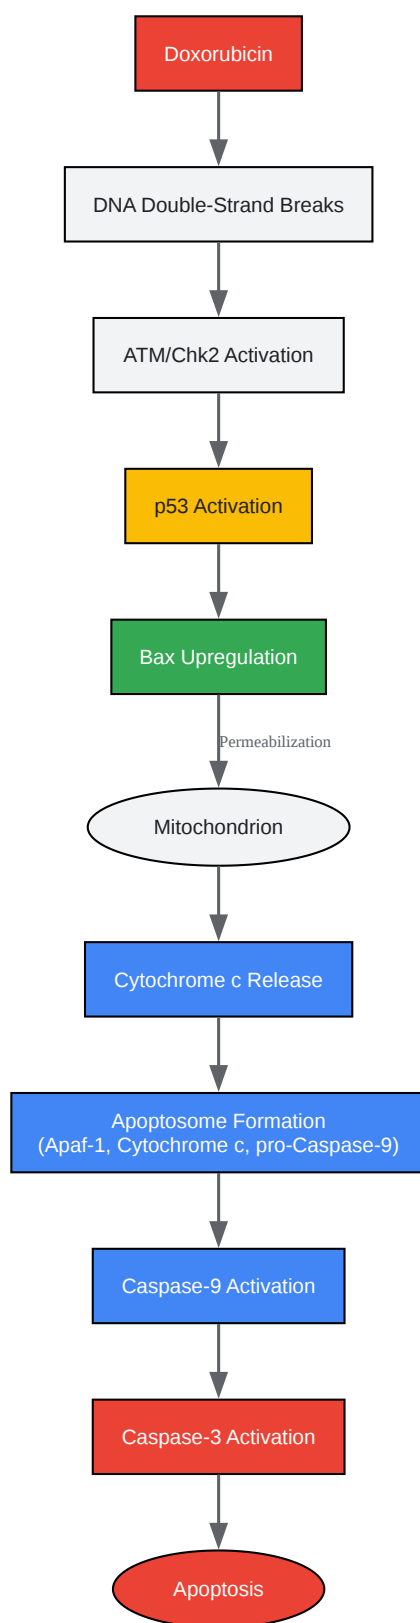 Doxorubicin
DNA Double-Strand Breaks
ATM/Chk2 Activation
p53 Activation
Bax Upregulation
Permeabilization
Mitochondrion
Cytochrome c Release
Apoptosome Formation
(Apaf-1, Cytochrome c, pro-Caspase-9)
Caspase-9 Activation
Caspase-3 Activation
Apoptosis